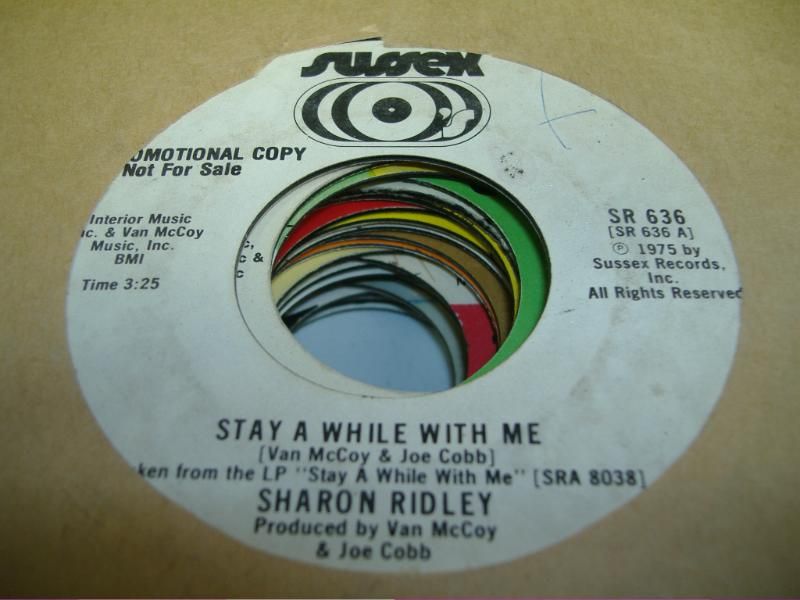 sussex
's
OMOTIONAL COPY
Not For Sale
Interior Music
c. & Van McCoy
Music, Inc.
BMI
Time 3:25
SR 636
[SR 636 A]
Ⓟ 1975 by
Sussex Records,
Inc.
All Rights Reserved
STAY A WHILE WITH ME
[Van McCoy & Joe Cobb]
ken from the LP "Stay A While With Me" [SRA 8038]
SHARON RIDLEY
Produced by Van McCoy
& Joe Cobb